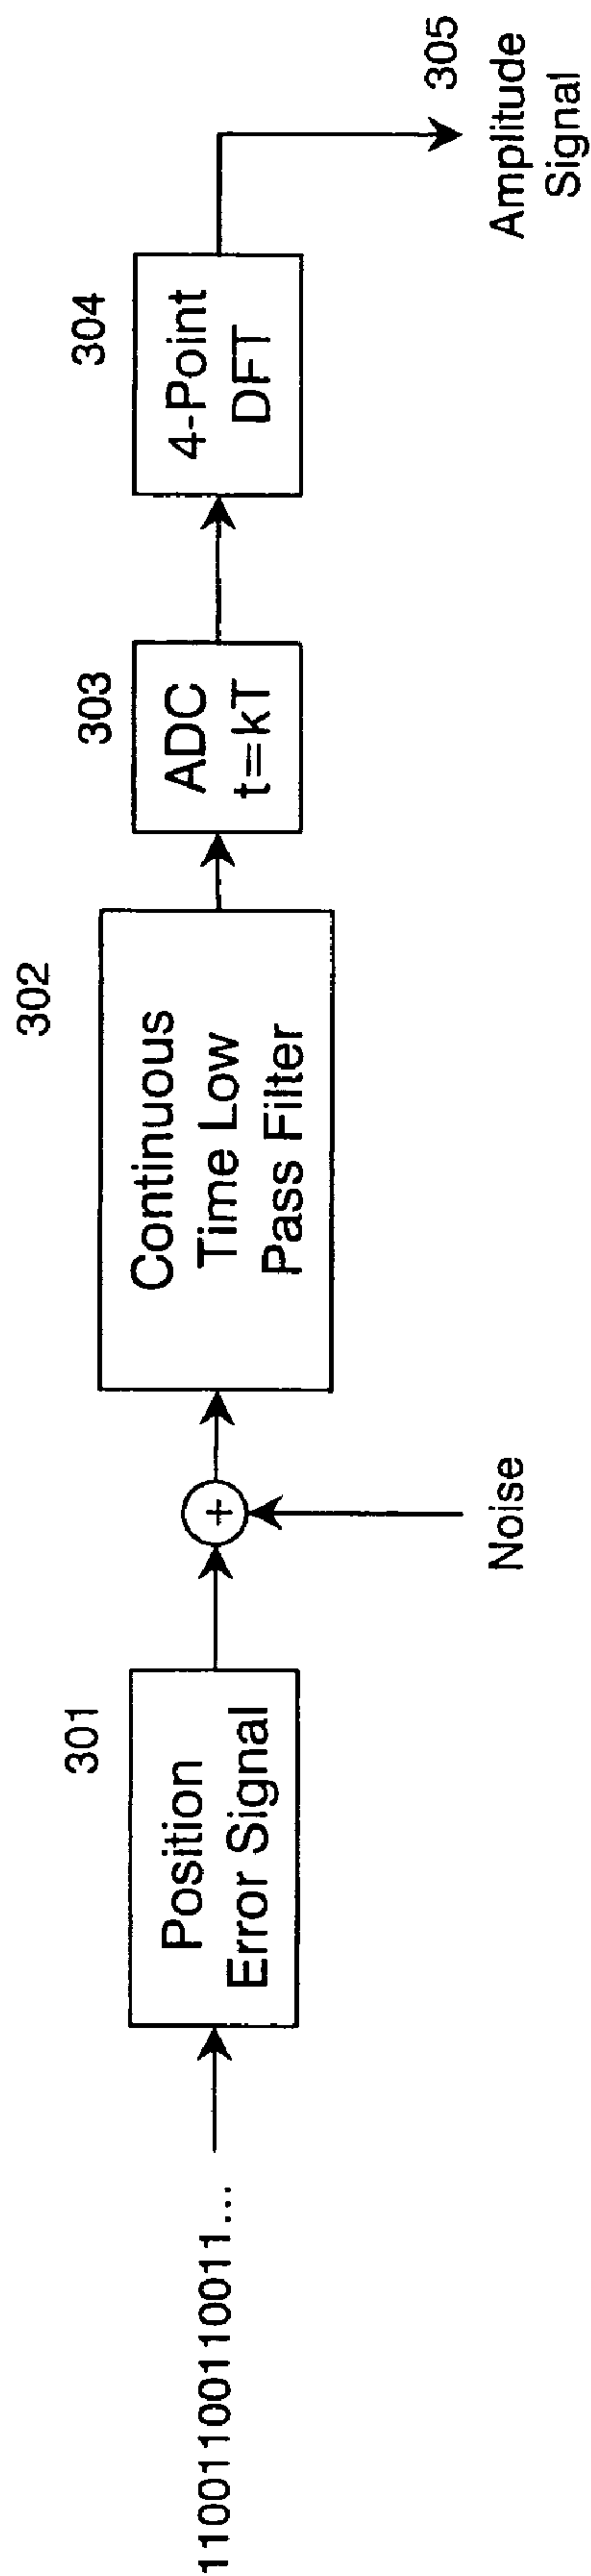 11001100110011...
301
Position
Error Signal
Noise
+
302
Continuous
Time Low
Pass Filter
303
ADC
t=kT
304
4-Point
DFT
305
Amplitude
Signal